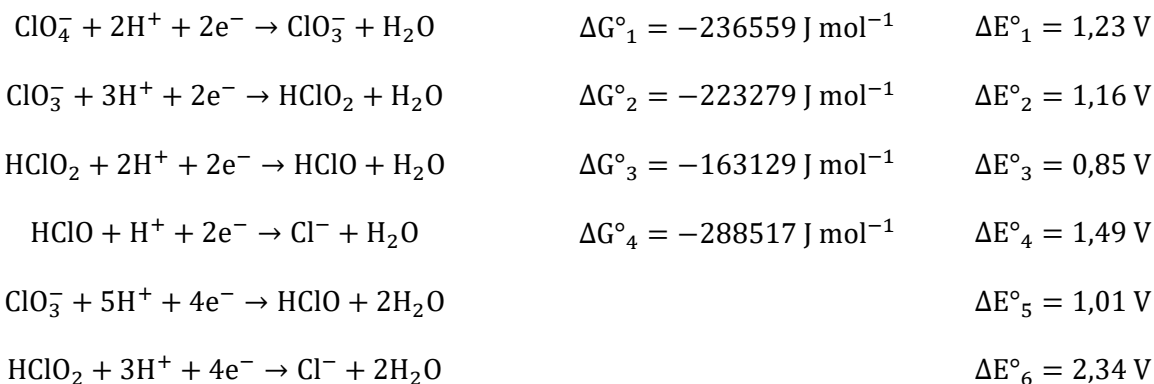 ClO₄⁻ + 2H⁺ + 2e⁻ → ClO₃⁻ + H₂O ΔG°₁ = −236559 J mol⁻¹ ΔE°₁ = 1,23 V
ClO₃⁻ + 3H⁺ + 2e⁻ → HClO₂ + H₂O ΔG°₂ = −223279 J mol⁻¹ ΔE°₂ = 1,16 V
HClO₂ + 2H⁺ + 2e⁻ → HClO + H₂O ΔG°₃ = −163129 J mol⁻¹ ΔE°₃ = 0,85 V
HClO + H⁺ + 2e⁻ → Cl⁻ + H₂O ΔG°₄ = −288517 J mol⁻¹ ΔE°₄ = 1,49 V
ClO₃⁻ + 5H⁺ + 4e⁻ → HClO + 2H₂O ΔE°₅ = 1,01 V
HClO₂ + 3H⁺ + 4e⁻ → Cl⁻ + 2H₂O ΔE°₆ = 2,34 V